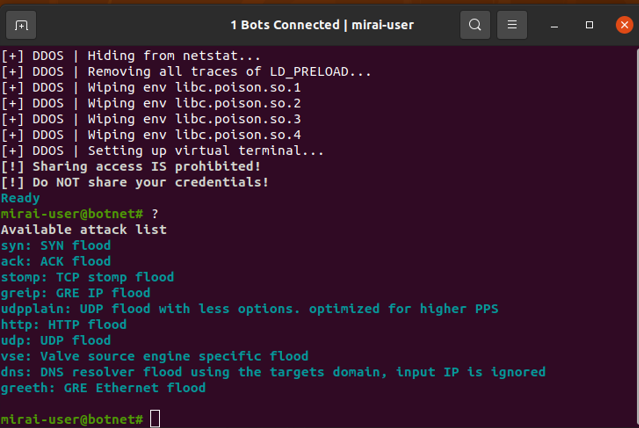 1 Bots Connected | mirai-user
[+] DDOS | Hiding from netstat...
[+] DDOS | Removing all traces of LD_PRELOAD...
[+] DDOS | Wiping env libc.poison.so.1
[+] DDOS | Wiping env libc.poison.so.2
[+] DDOS | Wiping env libc.poison.so.3
[+] DDOS | Wiping env libc.poison.so.4
[+] DDOS | Setting up virtual terminal...
[!] Sharing access IS prohibited!
[!] Do NOT share your credentials!
Ready
mirai-user@botnet# ?
Available attack list
syn: SYN flood
ack: ACK flood
stomp: TCP stomp flood
greip: GRE IP flood
udpplain: UDP flood with less options. optimized for higher PPS
http: HTTP flood
udp: UDP flood
vse: Valve source engine specific flood
dns: DNS resolver flood using the targets domain, input IP is ignored
greeth: GRE Ethernet flood
mirai-user@botnet#